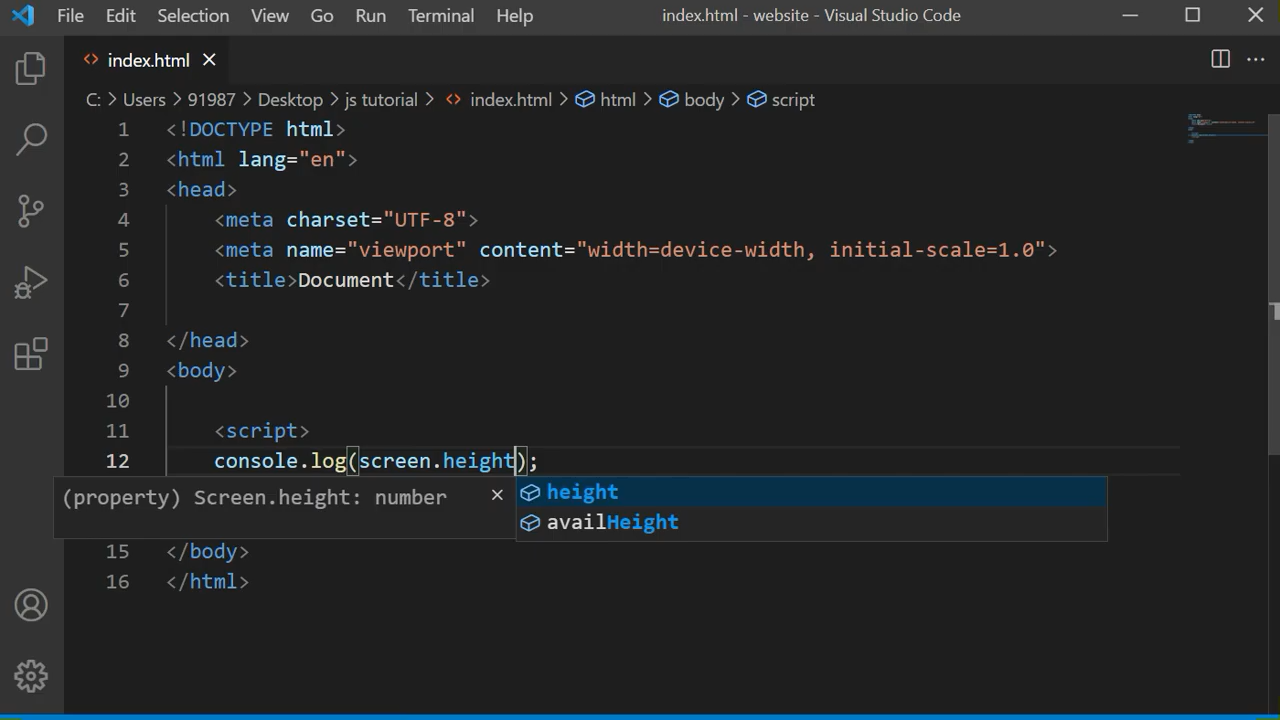 File Edit Selection View Go Run Terminal Help index.html - website - Visual Studio Code
index.html
C: > Users > 91987 > Desktop > js tutorial > index.html > html > body > script
1 <!DOCTYPE html>
2 <html lang="en">
3 <head>
4 <meta charset="UTF-8">
5 <meta name="viewport" content="width=device-width, initial-scale=1.0">
6 <title>Document</title>
7
8 </head>
9 <body>
10
11 <script>
12 console.log(screen.height);
(property) Screen.height: number
height
availHeight
15 </body>
16 </html>